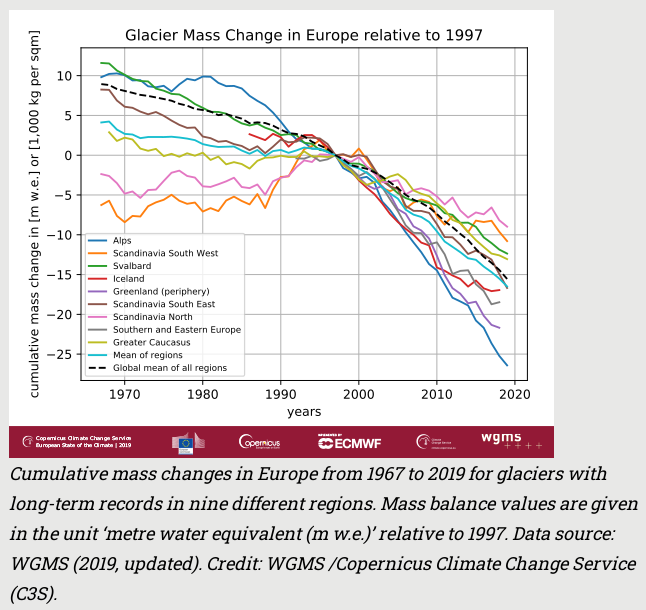 Glacier Mass Change in Europe relative to 1997
cumulative mass change in [m w.e.] or [1,000 kg per sqm]
10
5
0
−5
−10
−15
−20
−25
Alps
Scandinavia South West
Svalbard
Iceland
Greenland (periphery)
Scandinavia South East
Scandinavia North
Southern and Eastern Europe
Greater Caucasus
Mean of regions
Global mean of all regions
1970
1980
1990
2000
2010
2020
years
Copernicus Climate Change Service
European State of the Climate | 2019
opernicus
IMPLEMENTED BY
ECMWF
Climate
Change Service
wgms
Cumulative mass changes in Europe from 1967 to 2019 for glaciers with
long-term records in nine different regions. Mass balance values are given
in the unit ‘metre water equivalent (m w.e.)’ relative to 1997. Data source:
WGMS (2019, updated). Credit: WGMS /Copernicus Climate Change Service
(C3S).